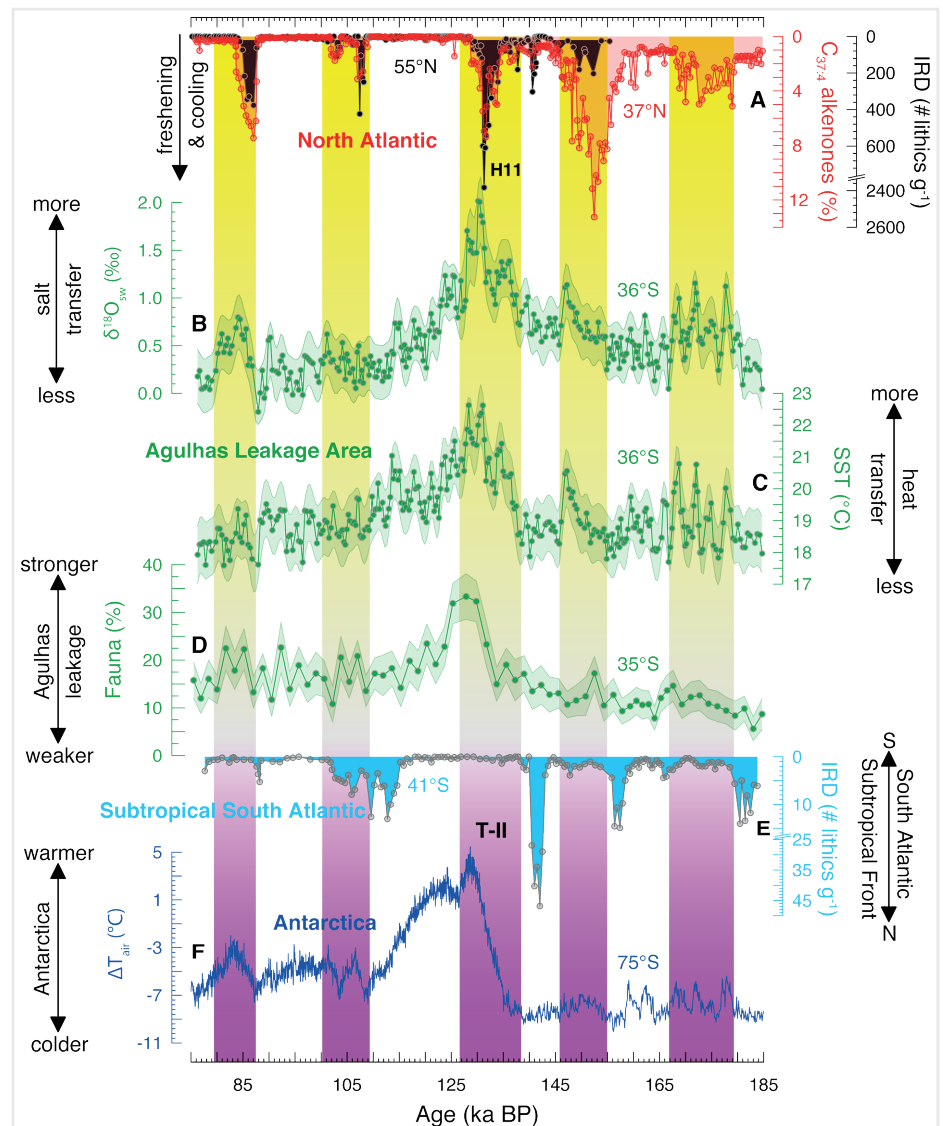 freshening
& cooling
55°N
North Atlantic
H11
37°N
A
0
4
8
12
C37:4 alkenones (%)
0
200
400
600
2400
2600
IRD (# lithics g-1)
more
salt
transfer
less
2.0
1.5
1.0
0.5
0.0
δ18Osw (‰)
B
36°S
Agulhas Leakage Area
36°S
C
23
22
21
20
19
18
17
SST (°C)
more
heat
transfer
less
stronger
Agulhas
leakage
weaker
40
30
20
10
0
Fauna (%)
D
35°S
41°S
Subtropical South Atlantic
T-II
E
0
10
25
35
45
IRD (# lithics g-1)
S
South Atlantic
Subtropical Front
N
warmer
Antarctica
colder
5
1
-3
-7
-11
ΔTair (°C)
F
Antarctica
75°S
85
105
125
145
165
185
Age (ka BP)